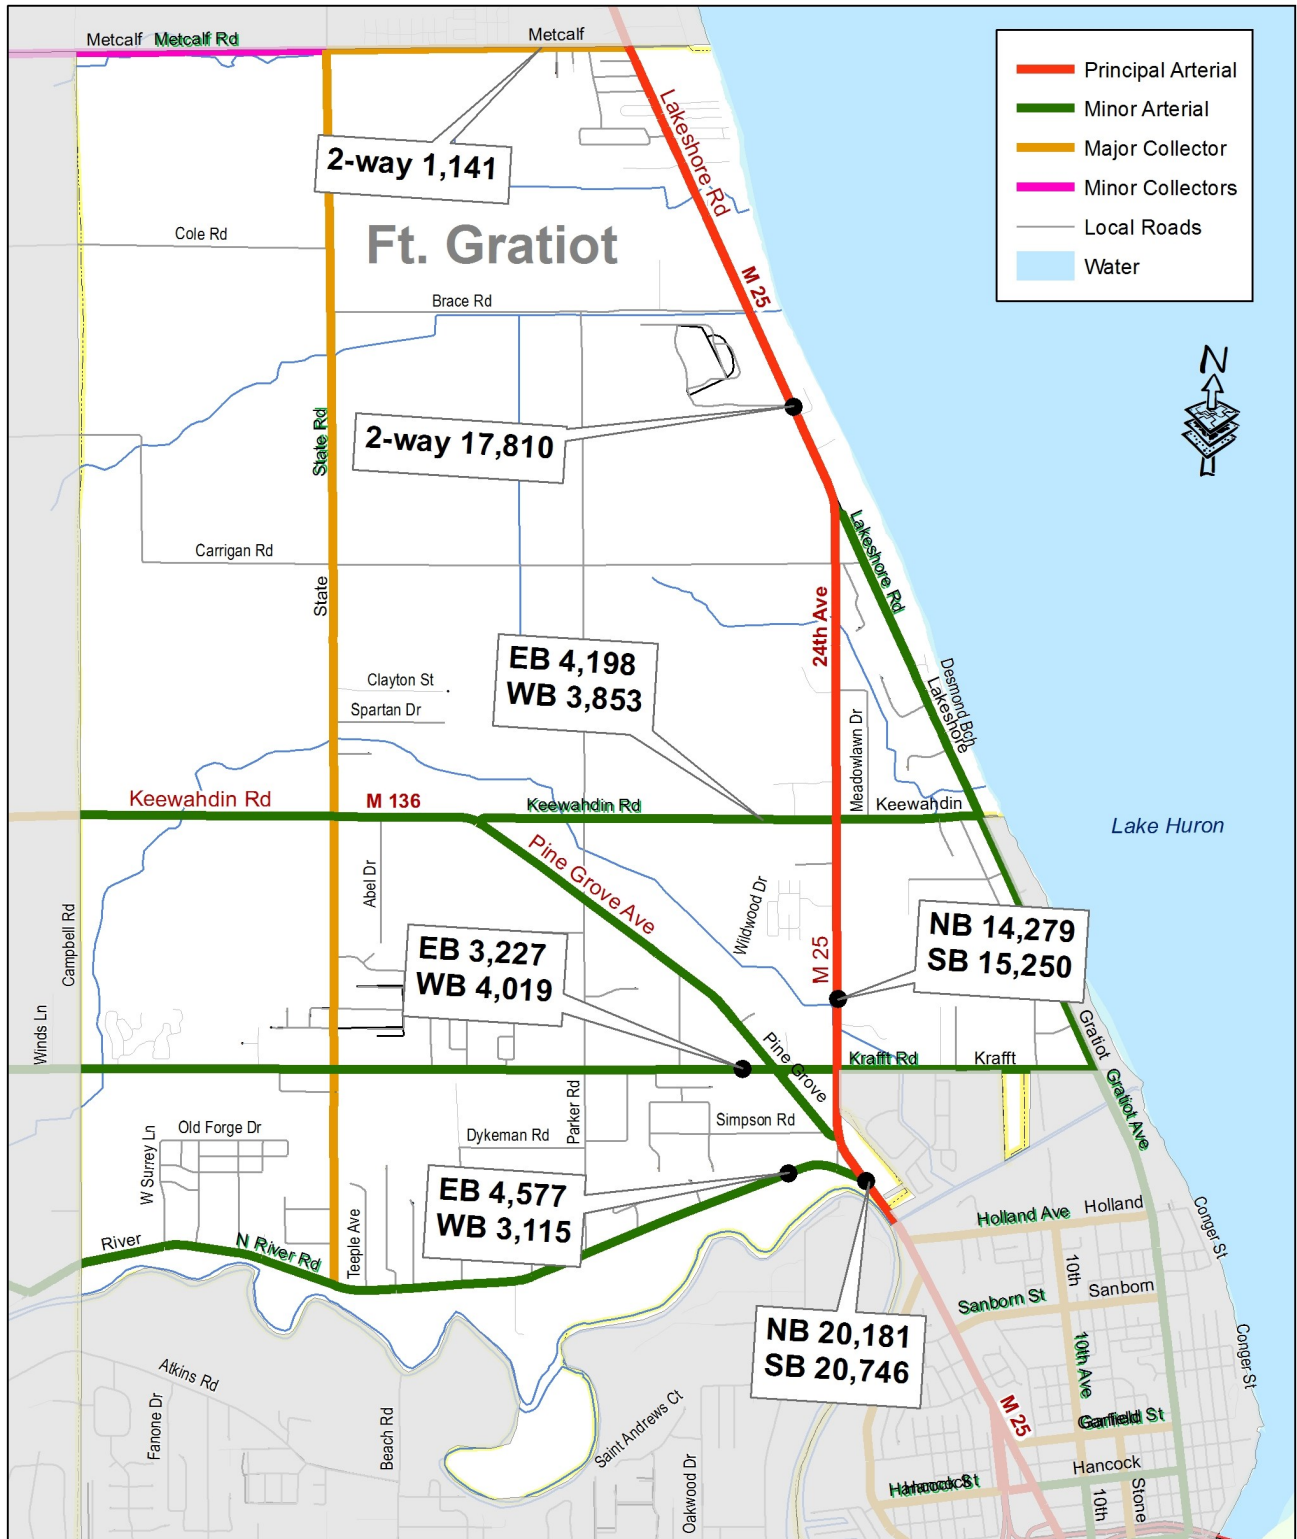 Metcalf
Metcalf Rd
Metcalf
Principal Arterial
Minor Arterial
Major Collector
Minor Collectors
Local Roads
Water
Lakeshore Rd
2-way 1,141
Cole Rd
Ft. Gratiot
M 25
Brace Rd
N
2-way 17,810
State Rd
Carrigan Rd
Lakeshore Rd
State
24th Ave
EB 4,198
WB 3,853
Clayton St
Spartan Dr
Desmond Bch
Lakeshore
Meadowlawn Dr
Keewahdin Rd
M 136
Keewahdin Rd
Keewahdin
Lake Huron
Pine Grove Ave
Abel Dr
Wildwood Dr
Campbell Rd
EB 3,227
WB 4,019
M 25
NB 14,279
SB 15,250
Winds Ln
Pine Grove
Krafft Rd
Krafft
Gratiot
Gratiot Ave
Parker Rd
Simpson Rd
Old Forge Dr
Dykeman Rd
W Surrey Ln
EB 4,577
WB 3,115
River
N River Rd
Teeple Ave
Holland Ave
Holland
Conger St
10th
Sanborn St
Sanborn
NB 20,181
SB 20,746
Conger St
10th Ave
Atkins Rd
Fanone Dr
Beach Rd
Saint Andrews Ct
Oakwood Dr
M 25
Garfield St
Hancock
Hancock St
10th
Stone